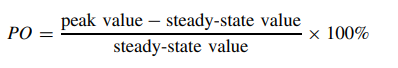 PO = peak value − steady-state value / steady-state value × 100%